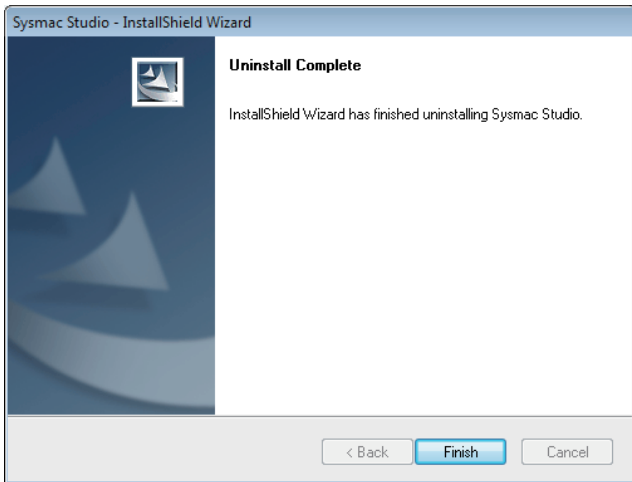 Sysmac Studio - InstallShield Wizard
Uninstall Complete
InstallShield Wizard has finished uninstalling Sysmac Studio.
< Back
Finish
Cancel